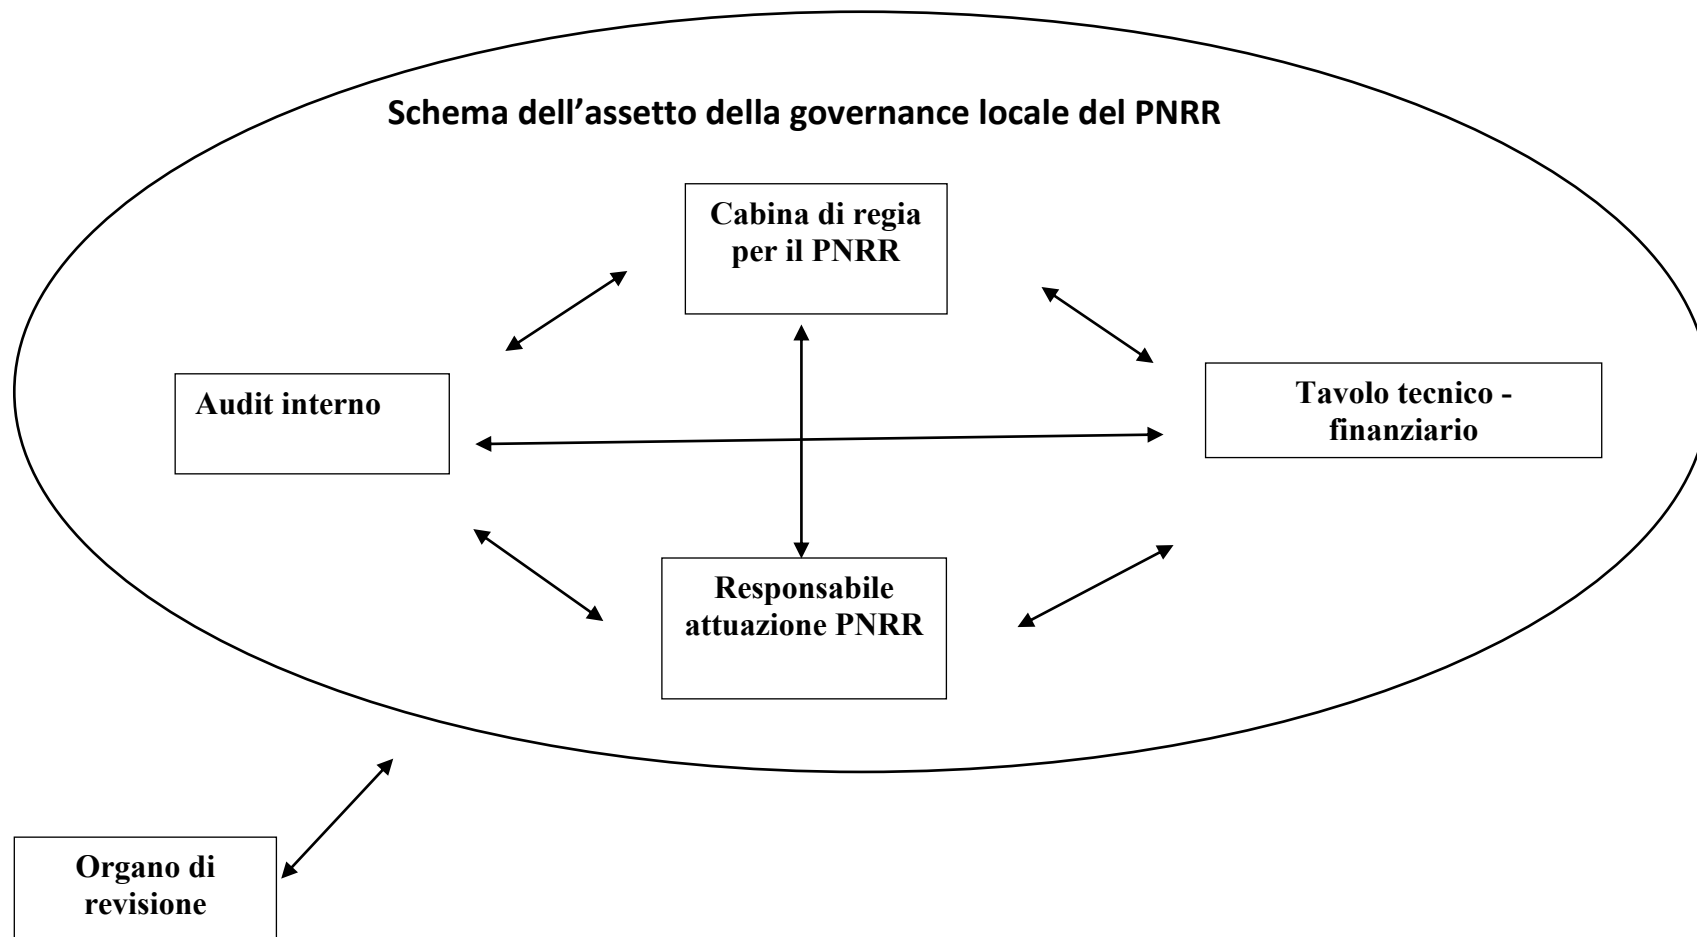 Schema dell’assetto della governance locale del PNRR
Cabina di regia
per il PNRR
Audit interno
Tavolo tecnico -
finanziario
Responsabile
attuazione PNRR
Organo di
revisione